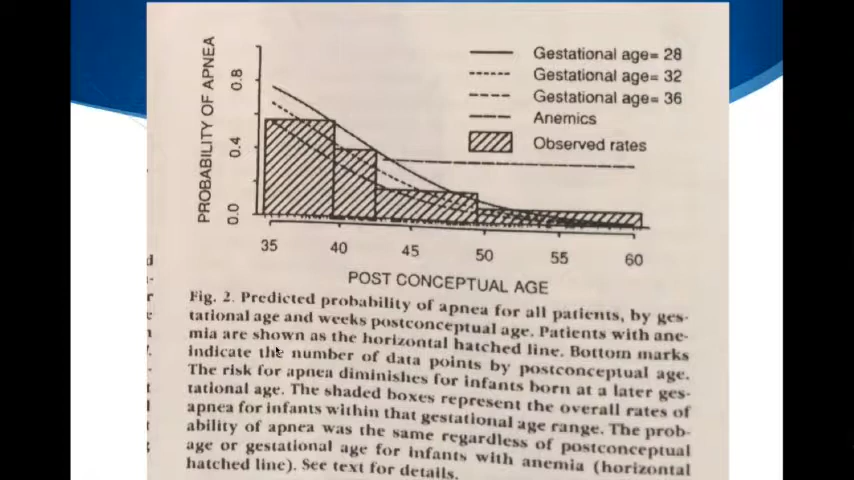 PROBABILITY OF APNEA
0.8
0.4
0.0
Gestational age= 28
Gestational age= 32
Gestational age= 36
Anemics
Observed rates
35 40 45 50 55 60
POST CONCEPTUAL AGE
Fig. 2. Predicted probability of apnea for all patients, by ges-
tational age and weeks postconceptual age. Patients with ane-
mia are shown as the horizontal hatched line. Bottom marks
indicate the number of data points by postconceptual age.
The risk for apnea diminishes for infants born at a later ges-
tational age. The shaded boxes represent the overall rates of
apnea for infants within that gestational age range. The prob-
ability of apnea was the same regardless of postconceptual
age or gestational age for infants with anemia (horizontal
hatched line). See text for details.